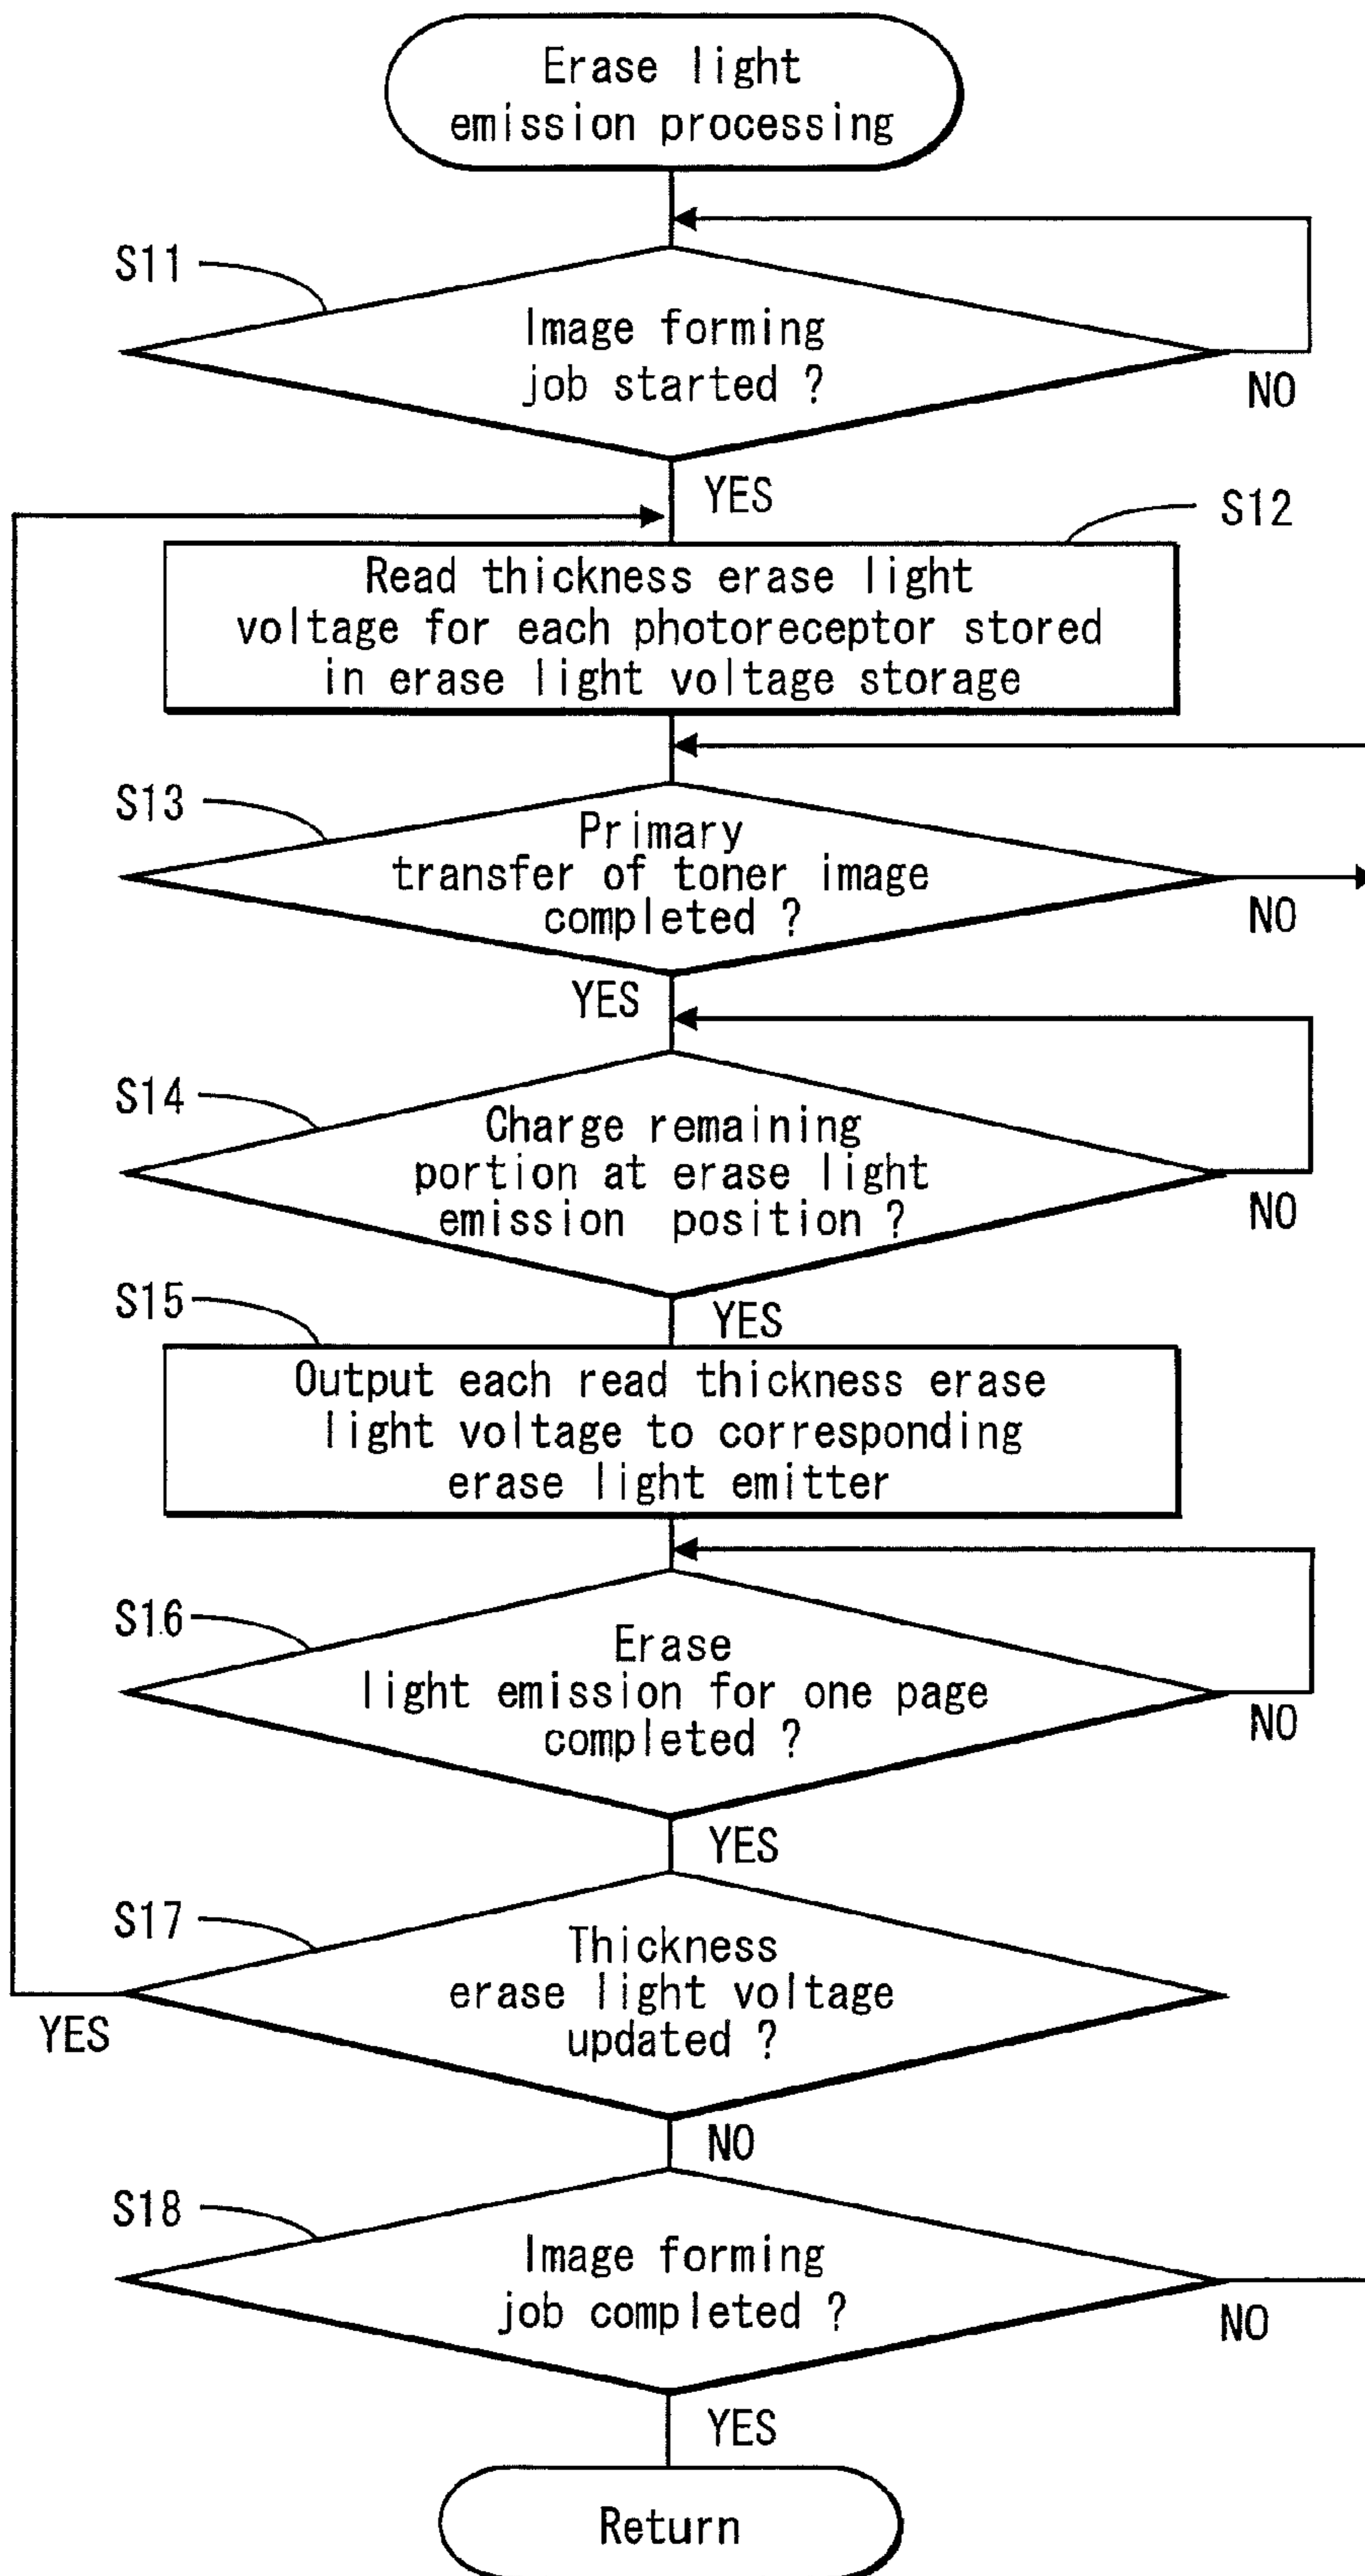 Erase light
emission processing
S11
Image forming
job started ?
NO
YES
S12
Read thickness erase light
voltage for each photoreceptor stored
in erase light voltage storage
S13
Primary
transfer of toner image
completed ?
NO
YES
S14
Charge remaining
portion at erase light
emission position ?
NO
S15
YES
Output each read thickness erase
light voltage to corresponding
erase light emitter
S16
Erase
light emission for one page
completed ?
NO
YES
S17
Thickness
erase light voltage
updated ?
YES
NO
S18
Image forming
job completed ?
NO
YES
Return